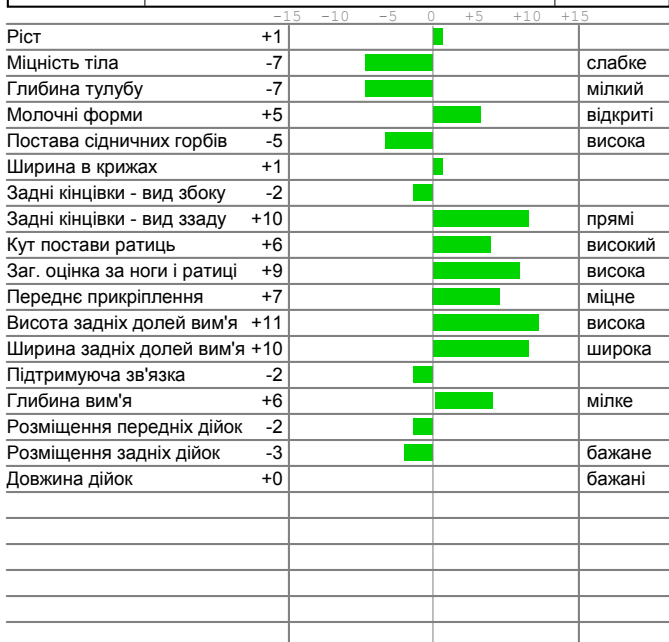 -15 -10 -5 0 +5 +10 +15
Ріст +1
Міцність тіла -7 слабке
Глибина тулубу -7 мілкий
Молочні форми +5 відкриті
Постава сідничних горбів -5 висока
Ширина в крижах +1
Задні кінцівки - вид збоку -2
Задні кінцівки - вид ззаду +10 прямі
Кут постави ратиць +6 високий
Заг. оцінка за ноги і ратиці +9 висока
Переднє прикріплення +7 міцне
Висота задніх долей вим'я +11 висока
Ширина задніх долей вим'я +10 широка
Підтримуюча зв'язка -2
Глибина вим'я +6 мілке
Розміщення передніх дійок -2
Розміщення задніх дійок -3 бажане
Довжина дійок +0 бажані